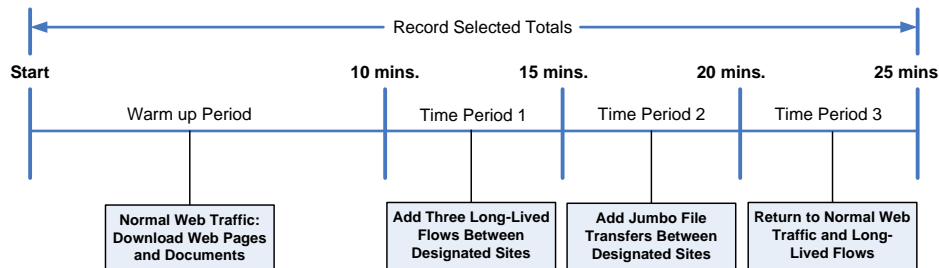 Record Selected Totals
Start
10 mins.
15 mins.
20 mins.
25 mins
Warm up Period
Time Period 1
Time Period 2
Time Period 3
Normal Web Traffic:
Download Web Pages
and Documents
Add Three Long-Lived
Flows Between
Designated Sites
Add Jumbo File
Transfers Between
Designated Sites
Return to Normal Web
Traffic and Long-
Lived Flows